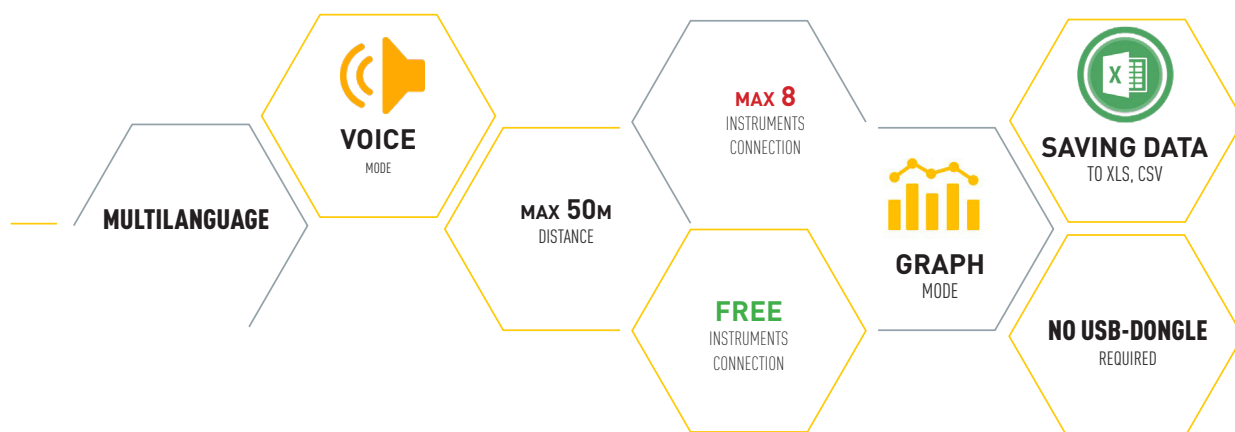 MULTILANGUAGE
VOICE
MODE
MAX 50M
DISTANCE
MAX 8
INSTRUMENTS
CONNECTION
FREE
INSTRUMENTS
CONNECTION
GRAPH
MODE
X
SAVING DATA
TO XLS, CSV
NO USB-DONGLE
REQUIRED